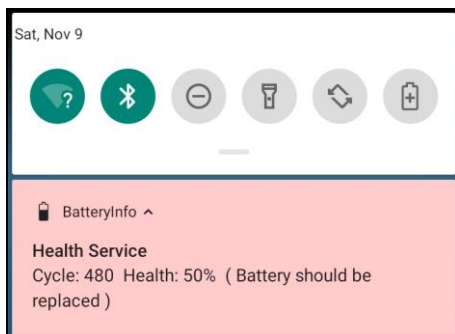 Sat, Nov 9
?
BatteryInfo
Health Service
Cycle: 480 Health: 50% ( Battery should be
replaced )